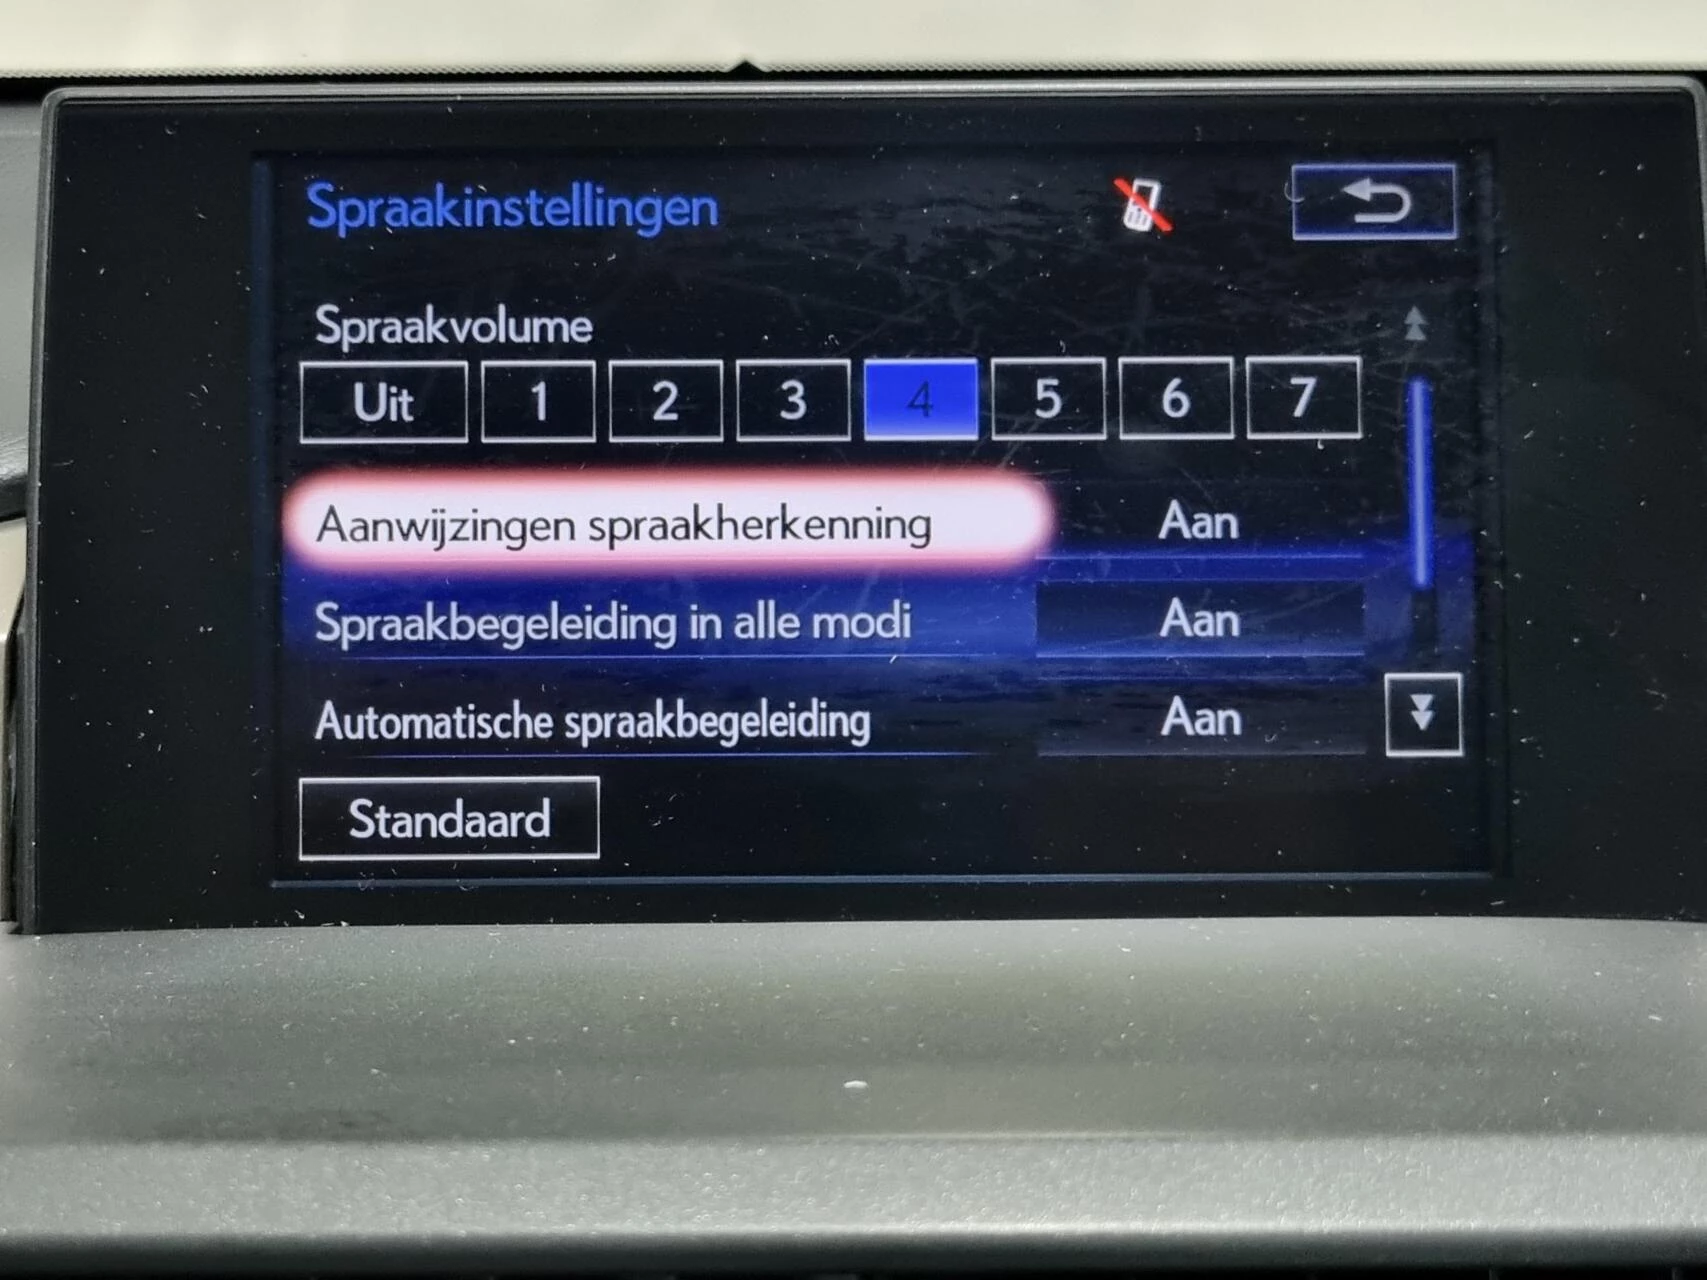 Spraakinstellingen
Spraakvolume
Uit 1 2 3 4 5 6 7
Aanwijzingen spraakherkenning Aan
Spraakbegeleiding in alle modi Aan
Automatische spraakbegeleiding Aan
Standaard